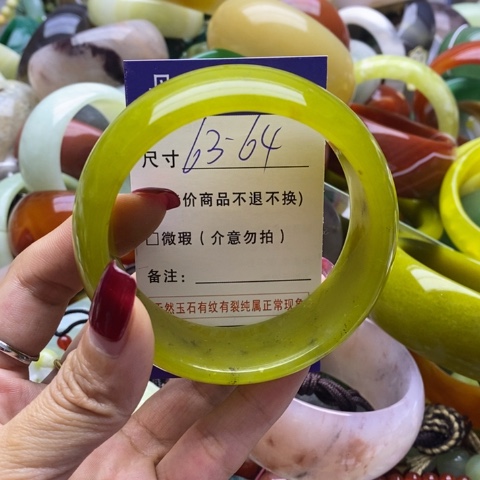 尺寸 63-64
价商品不退不换)
□微瑕（介意勿拍）
备注：
天然玉石有纹有裂纯属正常现象